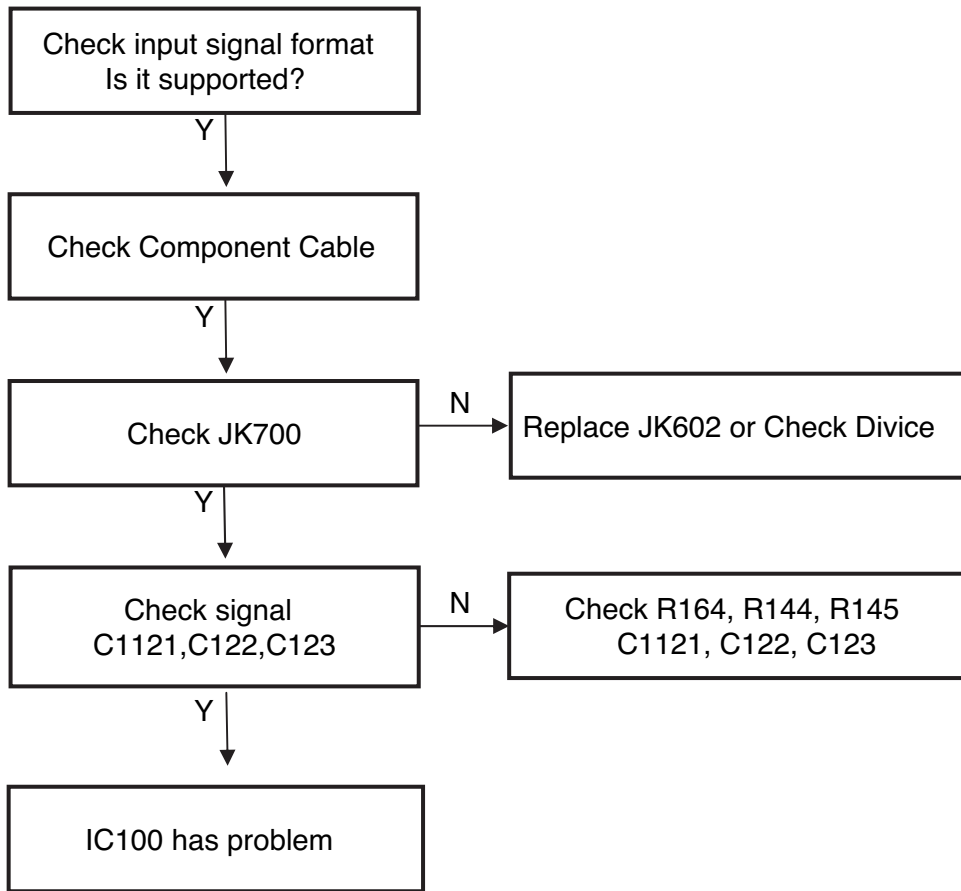 Check input signal format
Is it supported?
Y
Check Component Cable
Y
Check JK700
N
Replace JK602 or Check Divice
Y
Check signal
C1121,C122,C123
N
Check R164, R144, R145
C1121, C122, C123
Y
IC100 has problem